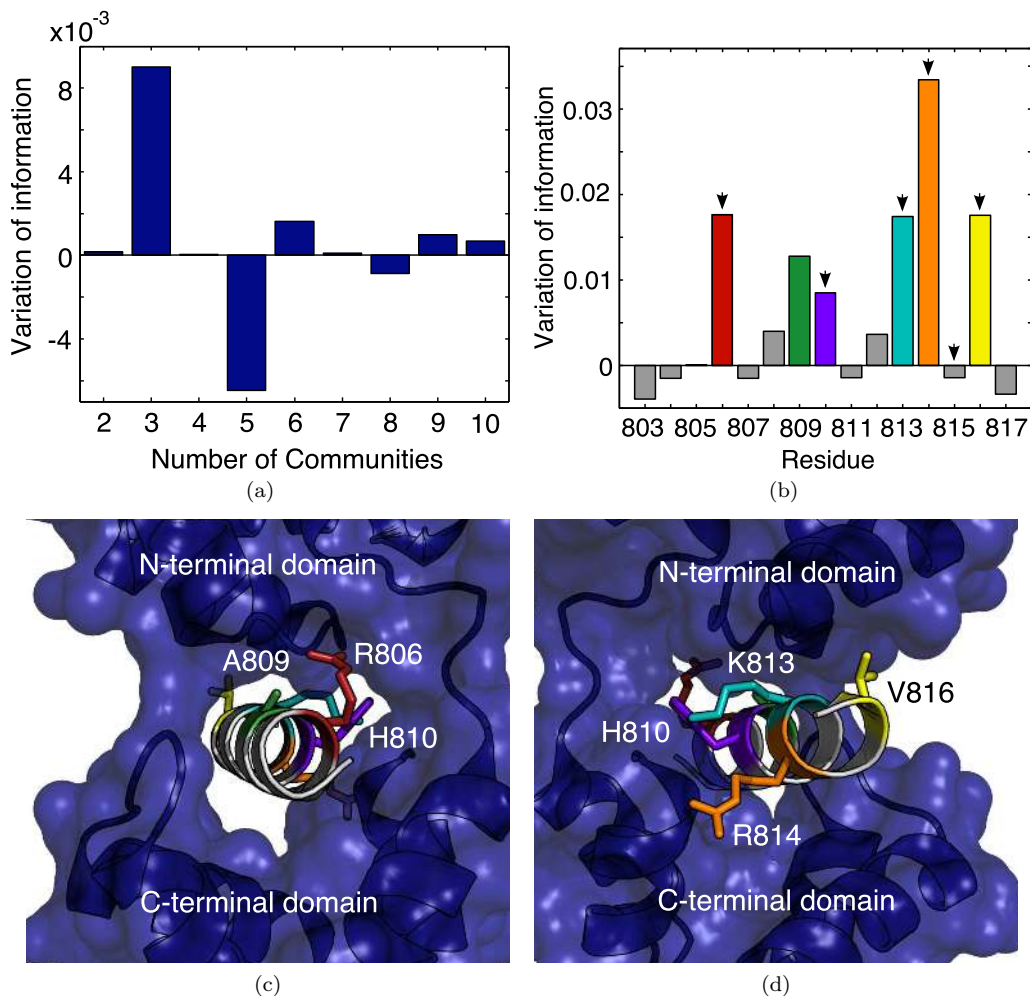 ×10⁻³
8
4
0
-4
Variation of information
2 3 4 5 6 7 8 9 10
Number of Communities
(a)
0.03
0.02
0.01
0
Variation of information
803 805 807 809 811 813 815 817
Residue
(b)
N-terminal domain
A809
R806
H810
C-terminal domain
(c)
N-terminal domain
K813
V816
H810
R814
C-terminal domain
(d)